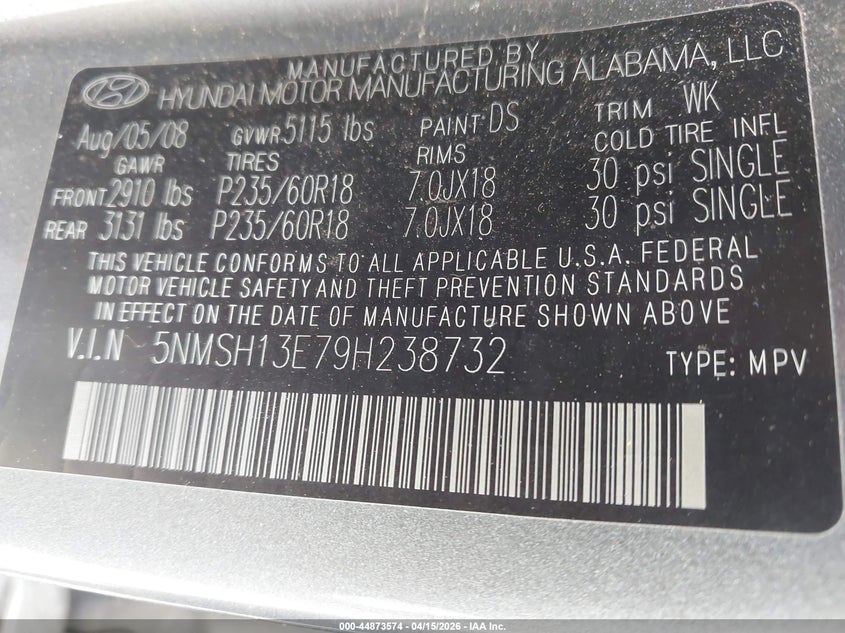 MANUFACTURED BY
HYUNDAI MOTOR MANUFACTURING ALABAMA, LLC
Aug/05/08 GVWR 5115 lbs PAINT DS TRIM WK
GAWR TIRES RIMS COLD TIRE INFL
FRONT 2910 lbs P235/60R18 7.0JX18 30 psi SINGLE
REAR 3131 lbs P235/60R18 7.0JX18 30 psi SINGLE
THIS VEHICLE CONFORMS TO ALL APPLICABLE U.S.A. FEDERAL
MOTOR VEHICLE SAFETY AND THEFT PREVENTION STANDARDS
IN EFFECT ON THE DATE OF MANUFACTURE SHOWN ABOVE
V.I.N 5NMSH13E79H238732 TYPE: MPV
000-44873574 - 04/15/2026 - IAA Inc.